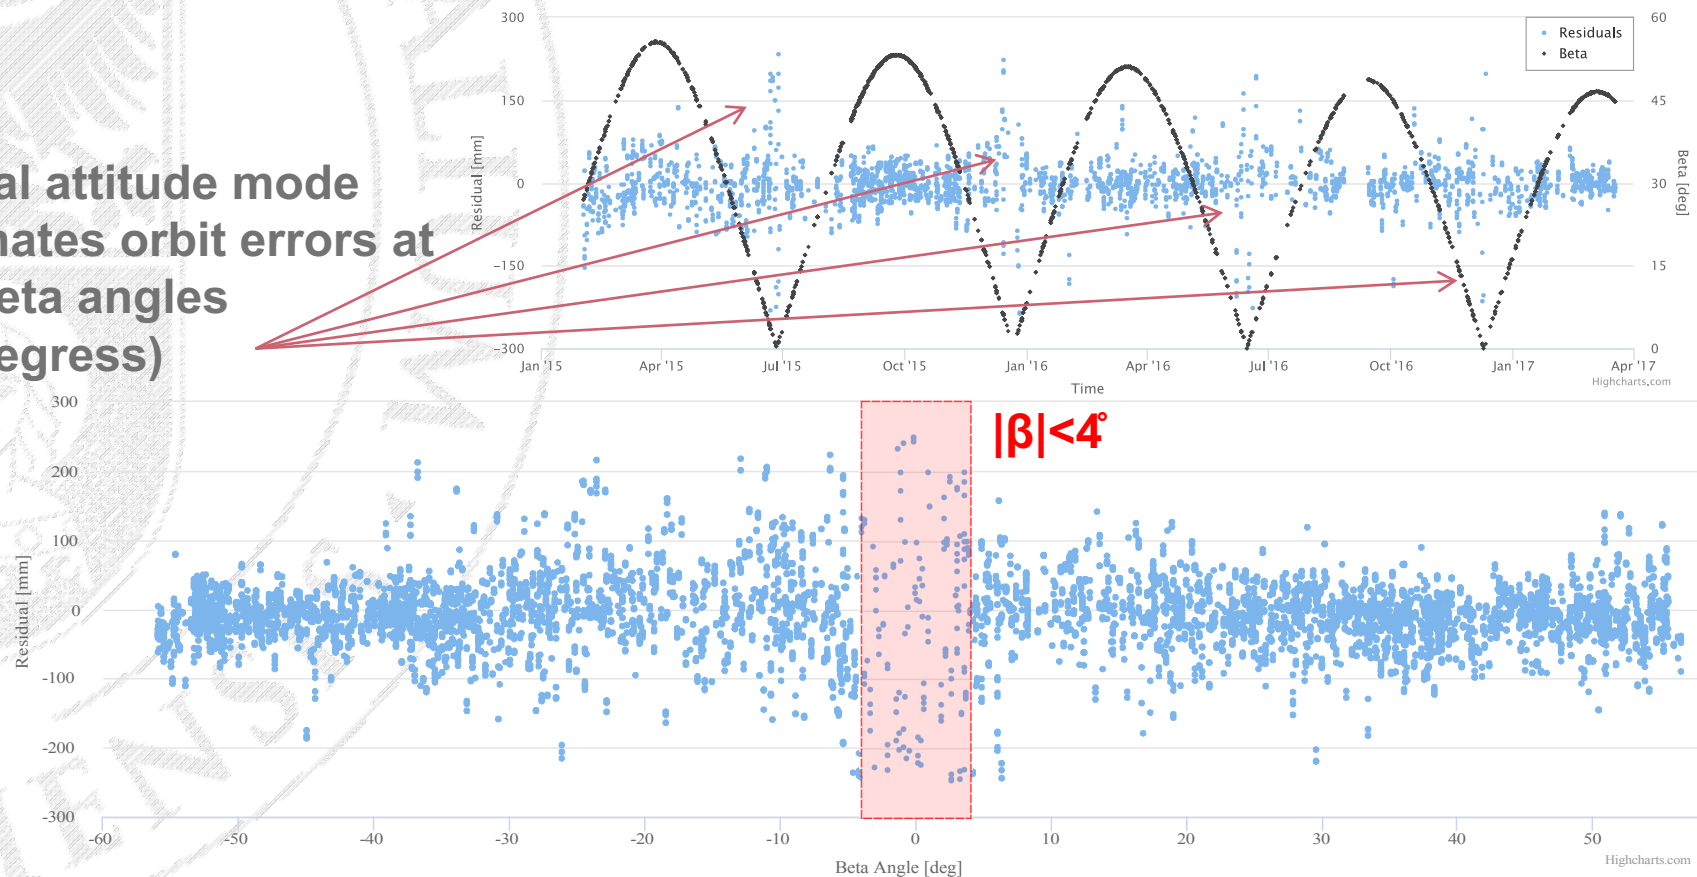 300
60
Residuals
Beta
150
45
Residual [mm]
0
30
Beta [deg]
al attitude mode
nates orbit errors at
eta angles
egress)
−150
15
−300
0
Jan '15
Apr '15
Jul '15
Oct '15
Jan '16
Apr '16
Jul '16
Oct '16
Jan '17
Apr '17
Time
Highcharts.com
300
|β|<4°
200
100
Residual [mm]
0
-100
-200
-300
-60
-50
-40
-30
-20
-10
0
10
20
30
40
50
Beta Angle [deg]
Highcharts.com
IENSIS